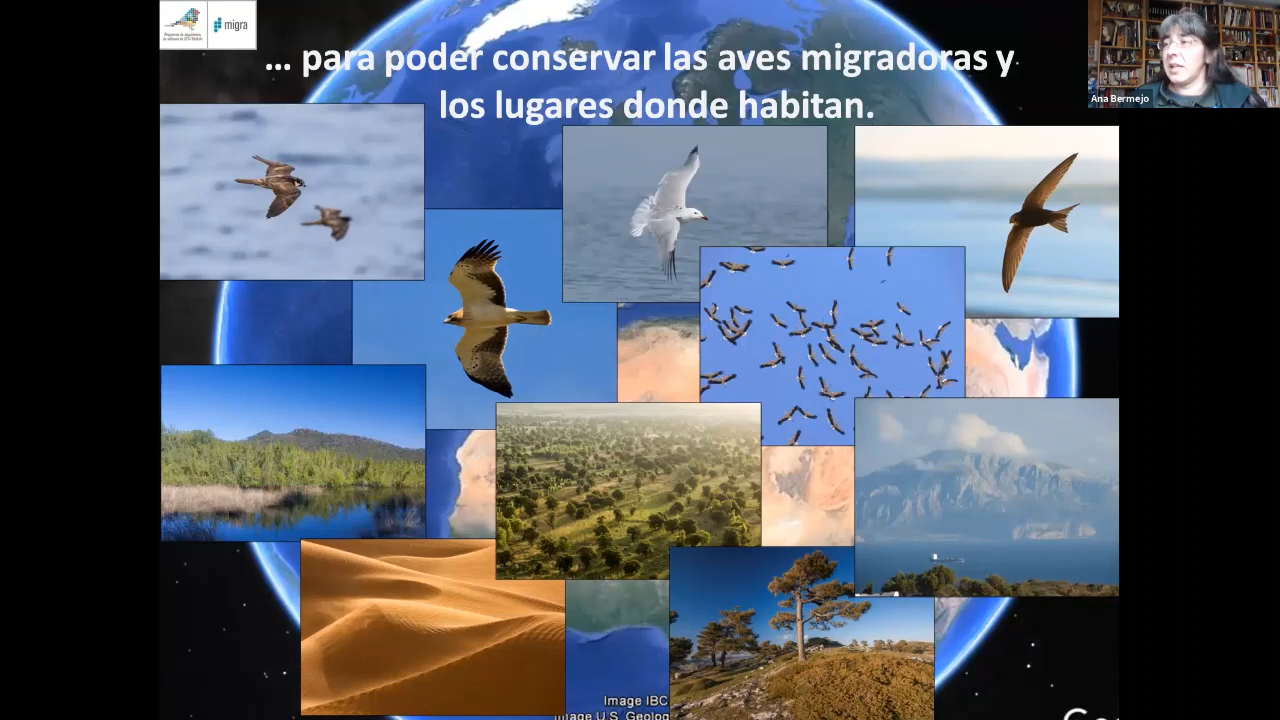 migra
... para poder conservar las aves migradoras y
los lugares donde habitan.
Ana Bermejo
Image IBC
Image U.S. Geolog